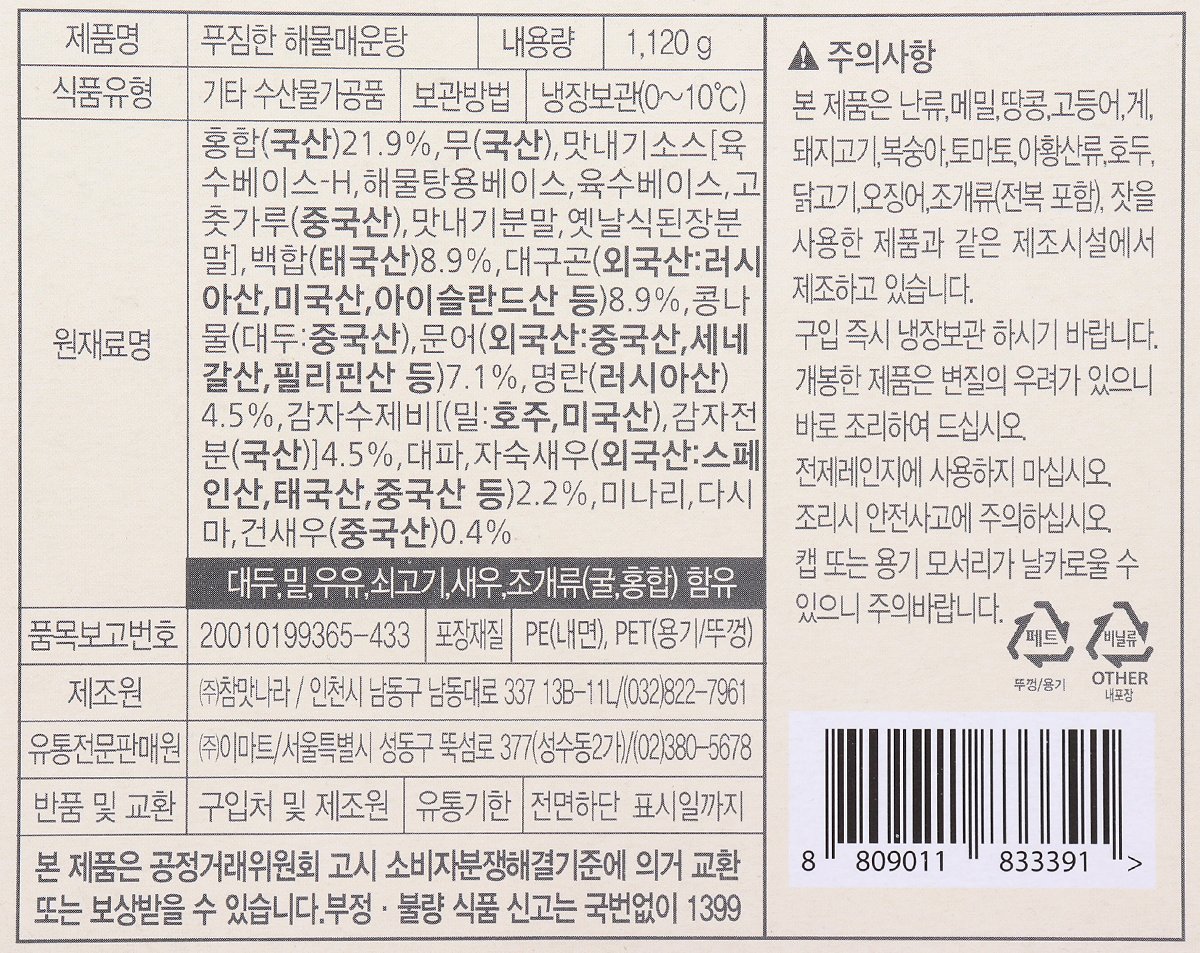 제품명 푸짐한 해물매운탕 내용량 1,120 g
식품유형 기타 수산물가공품 보관방법 냉장보관(0~10℃)
원재료명
홍합(국산)21.9%,무(국산),맛내기소스[육
수베이스-H,해물탕용베이스,육수베이스,고
춧가루(중국산),맛내기분말,옛날식된장분
말],백합(태국산)8.9%,대구곤(외국산:러시
아산,미국산,아이슬란드산 등)8.9%,콩나
물(대두:중국산),문어(외국산:중국산,세네
갈산,필리핀산 등)7.1%,명란(러시아산)
4.5%,감자수제비[(밀:호주,미국산),감자전
분(국산)]4.5%,대파,자숙새우(외국산:스페
인산,태국산,중국산 등)2.2%,미나리,다시
마,건새우(중국산)0.4%
대두,밀,우유,쇠고기,새우,조개류(굴,홍합) 함유
품목보고번호 20010199365-433 포장재질 PE(내면), PET(용기/뚜껑)
제조원 ㈜참맛나라 / 인천시 남동구 남동대로 337 13B-11L/(032)822-7961
유통전문판매원 ㈜이마트/서울특별시 성동구 뚝섬로 377(성수동2가)/(02)380-5678
반품 및 교환 구입처 및 제조원 유통기한 전면하단 표시일까지
본 제품은 공정거래위원회 고시 소비자분쟁해결기준에 의거 교환
또는 보상받을 수 있습니다.부정·불량 식품 신고는 국번없이 1399
주의사항
본 제품은 난류,메밀,땅콩,고등어,게,
돼지고기,복숭아,토마토,아황산류,호두,
닭고기,오징어,조개류(전복 포함), 잣을
사용한 제품과 같은 제조시설에서
제조하고 있습니다.
구입 즉시 냉장보관 하시기 바랍니다.
개봉한 제품은 변질의 우려가 있으니
바로 조리하여 드십시오.
전제레인지에 사용하지 마십시오.
조리시 안전사고에 주의하십시오.
캡 또는 용기 모서리가 날카로울 수
있으니 주의바랍니다.
페트 비닐류
뚜껑/용기 OTHER
내포장
8 809011 833391 >